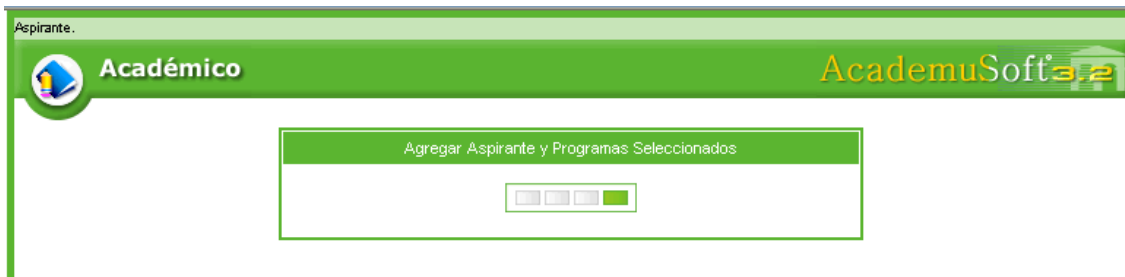 Aspirante.
Académico
AcademuSoft 3.2
Agregar Aspirante y Programas Seleccionados